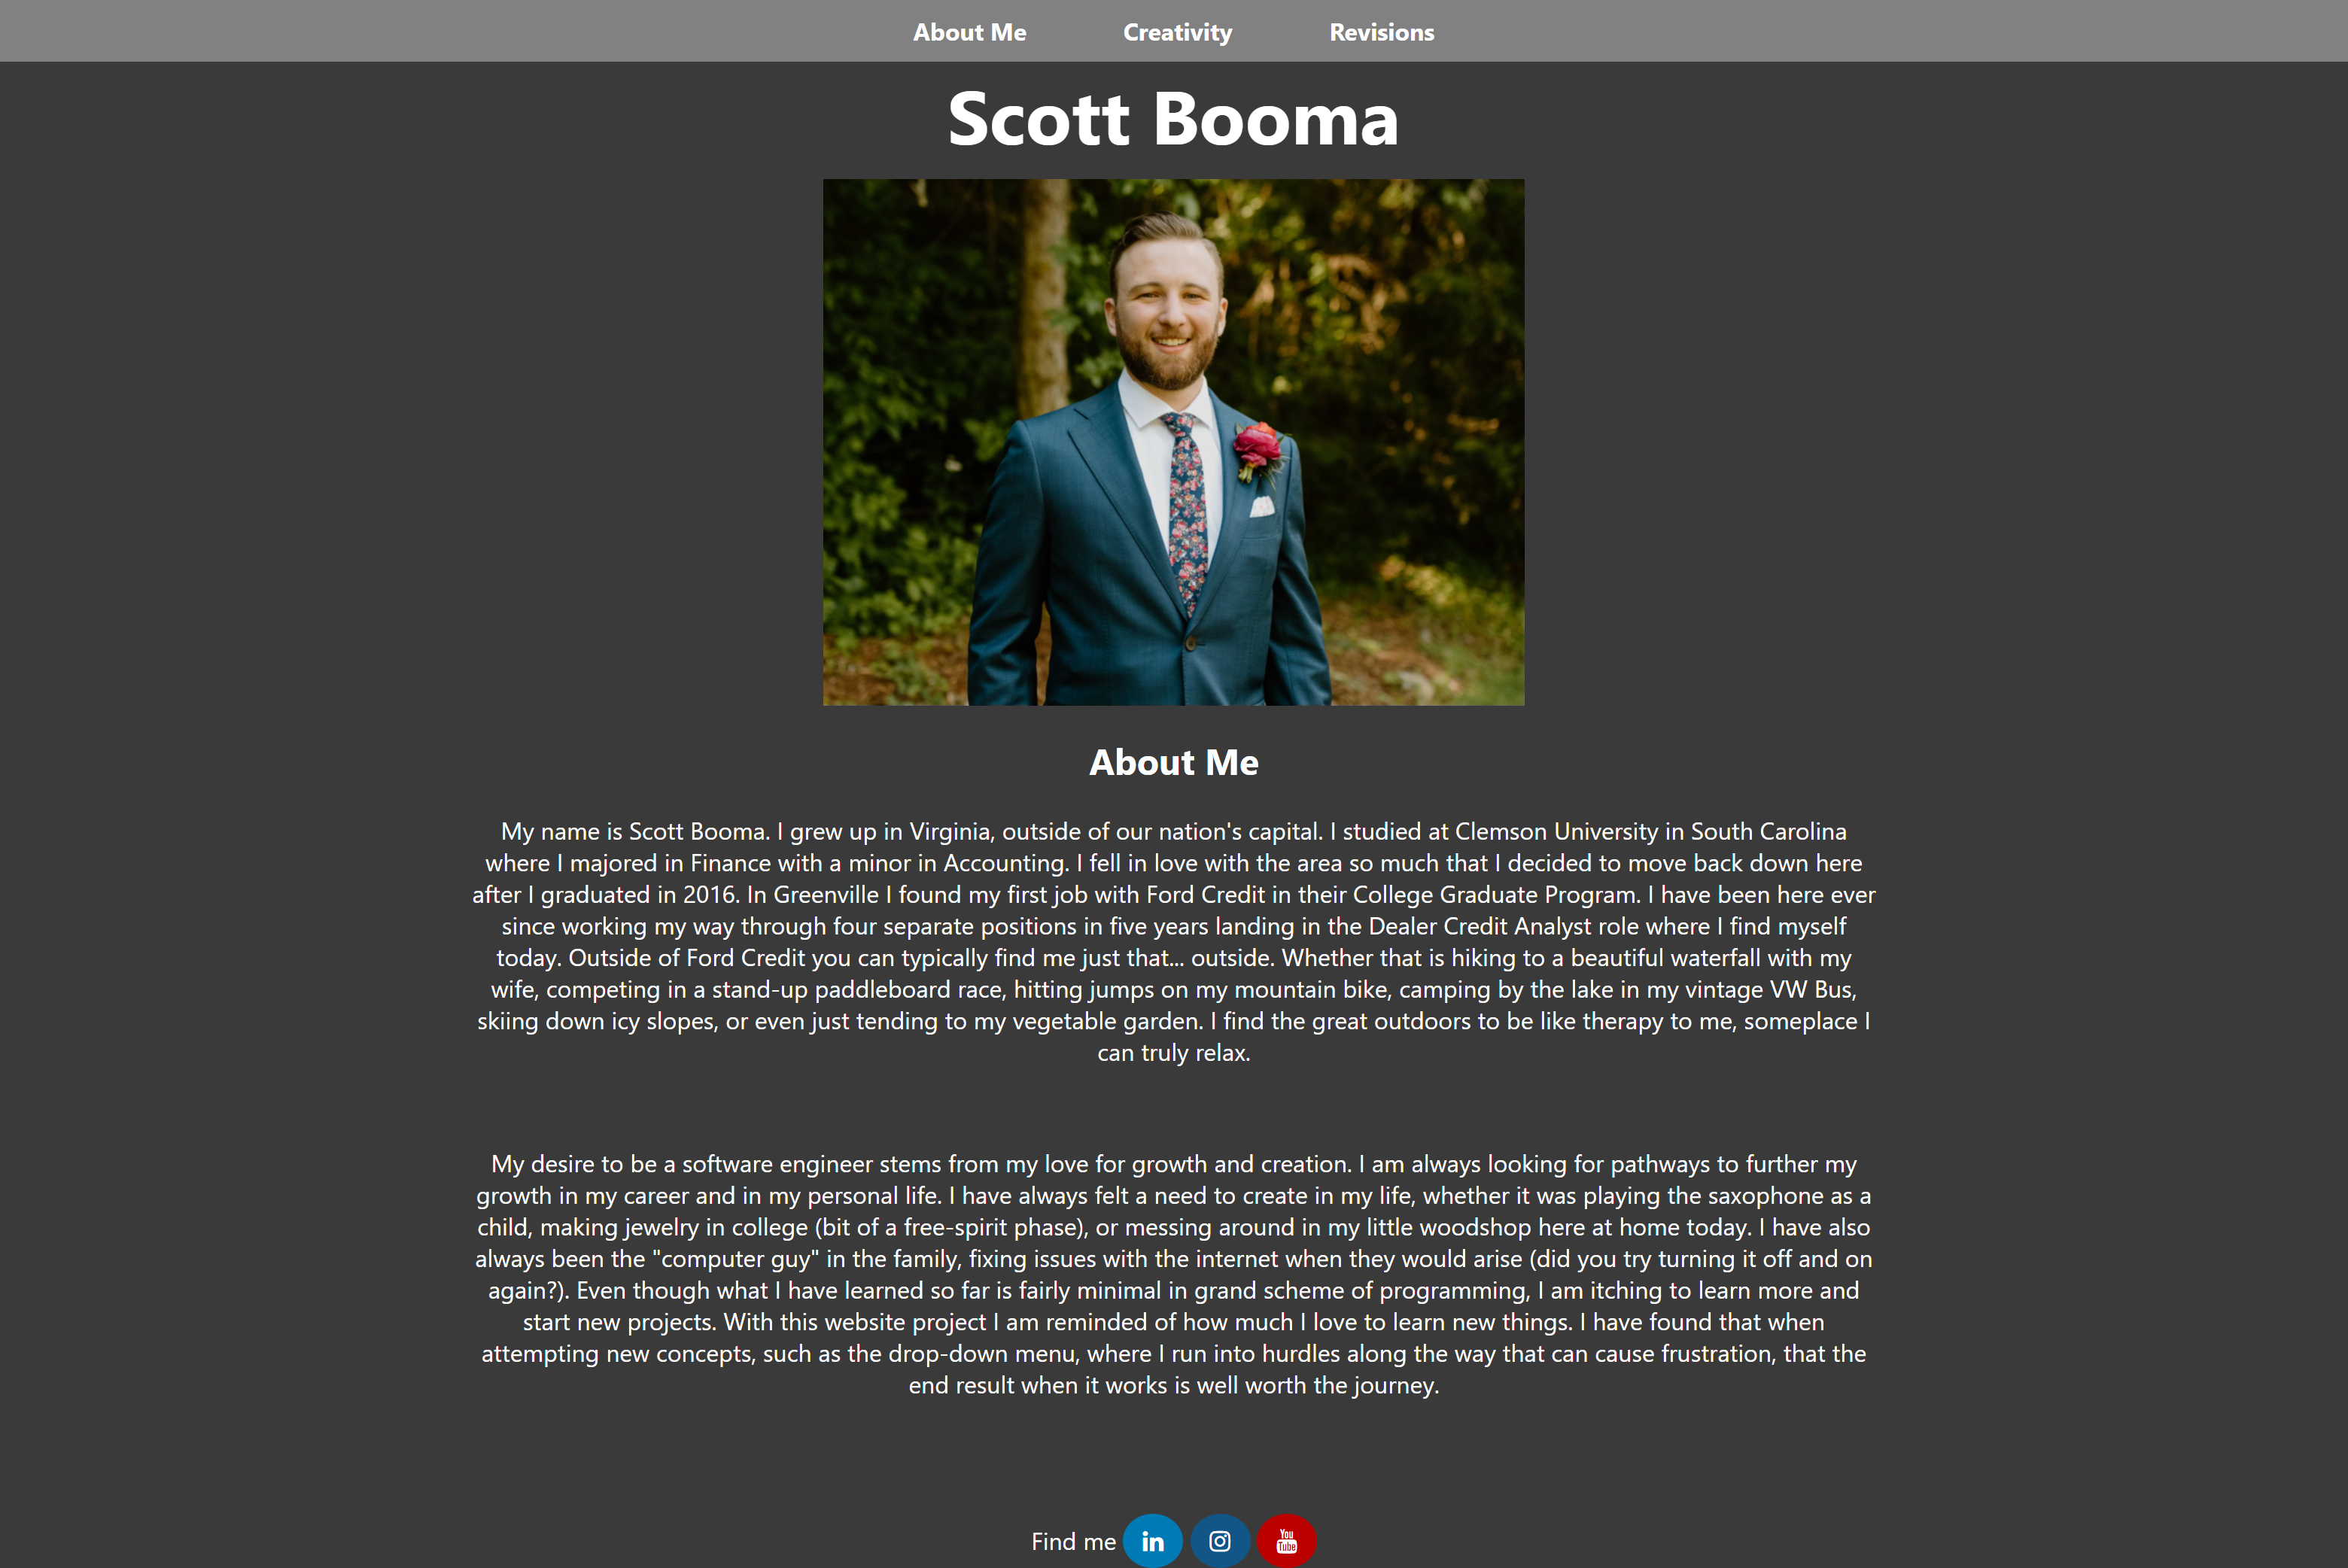 About Me Creativity Revisions
Scott Booma
About Me
My name is Scott Booma. I grew up in Virginia, outside of our nation's capital. I studied at Clemson University in South Carolina
where I majored in Finance with a minor in Accounting. I fell in love with the area so much that I decided to move back down here
after I graduated in 2016. In Greenville I found my first job with Ford Credit in their College Graduate Program. I have been here ever
since working my way through four separate positions in five years landing in the Dealer Credit Analyst role where I find myself
today. Outside of Ford Credit you can typically find me just that... outside. Whether that is hiking to a beautiful waterfall with my
wife, competing in a stand-up paddleboard race, hitting jumps on my mountain bike, camping by the lake in my vintage VW Bus,
skiing down icy slopes, or even just tending to my vegetable garden. I find the great outdoors to be like therapy to me, someplace I
can truly relax.
My desire to be a software engineer stems from my love for growth and creation. I am always looking for pathways to further my
growth in my career and in my personal life. I have always felt a need to create in my life, whether it was playing the saxophone as a
child, making jewelry in college (bit of a free-spirit phase), or messing around in my little woodshop here at home today. I have also
always been the "computer guy" in the family, fixing issues with the internet when they would arise (did you try turning it off and on
again?). Even though what I have learned so far is fairly minimal in grand scheme of programming, I am itching to learn more and
start new projects. With this website project I am reminded of how much I love to learn new things. I have found that when
attempting new concepts, such as the drop-down menu, where I run into hurdles along the way that can cause frustration, that the
end result when it works is well worth the journey.
Find me in You Tube